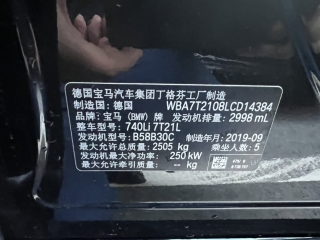 德国宝马汽车集团丁格芬工厂制造
制造国：德国 WBA7T2108LCD14384
品牌：宝马（BMW）牌 发动机排量：2998 mL
整车型号：740Li 7T21L
发动机型号：B58B30C 制造年月：2019-09
最大允许总质量：2505 kg 乘坐人数：5
发动机最大净功率：250 kW
最大允许牵引质量：-- kg